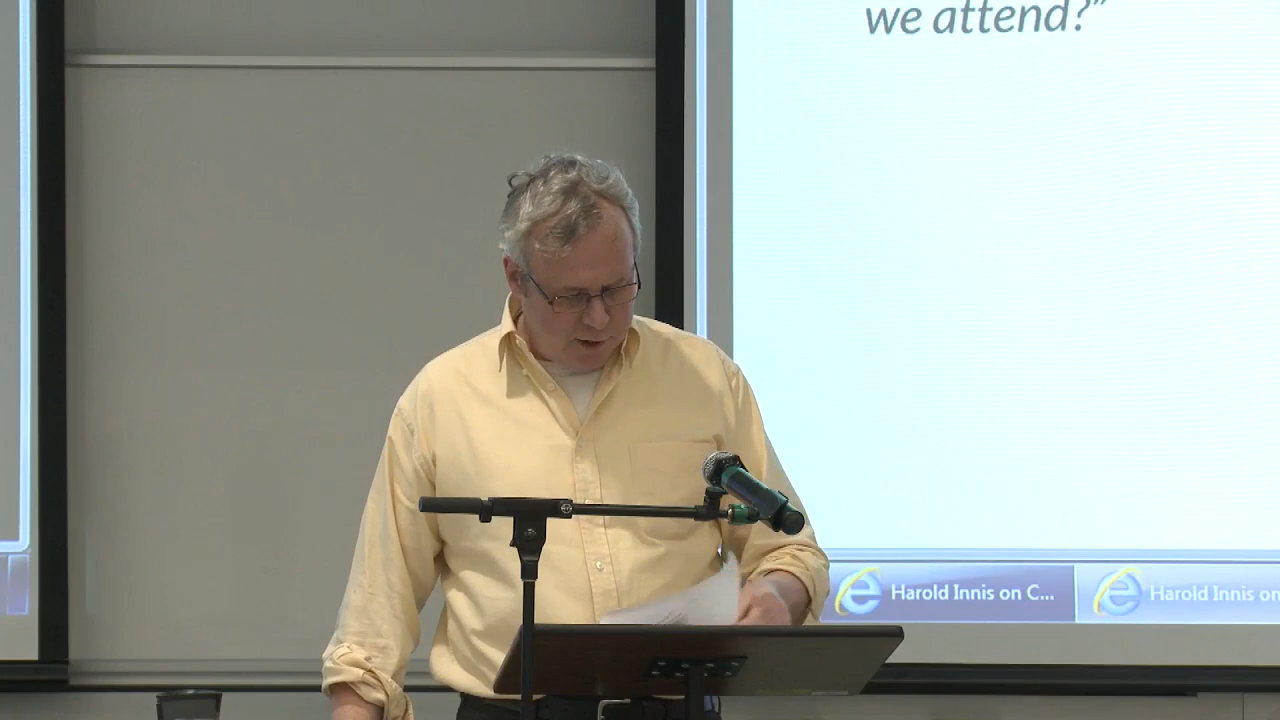 we attend?”
Harold Innis on C...
Harold Innis on